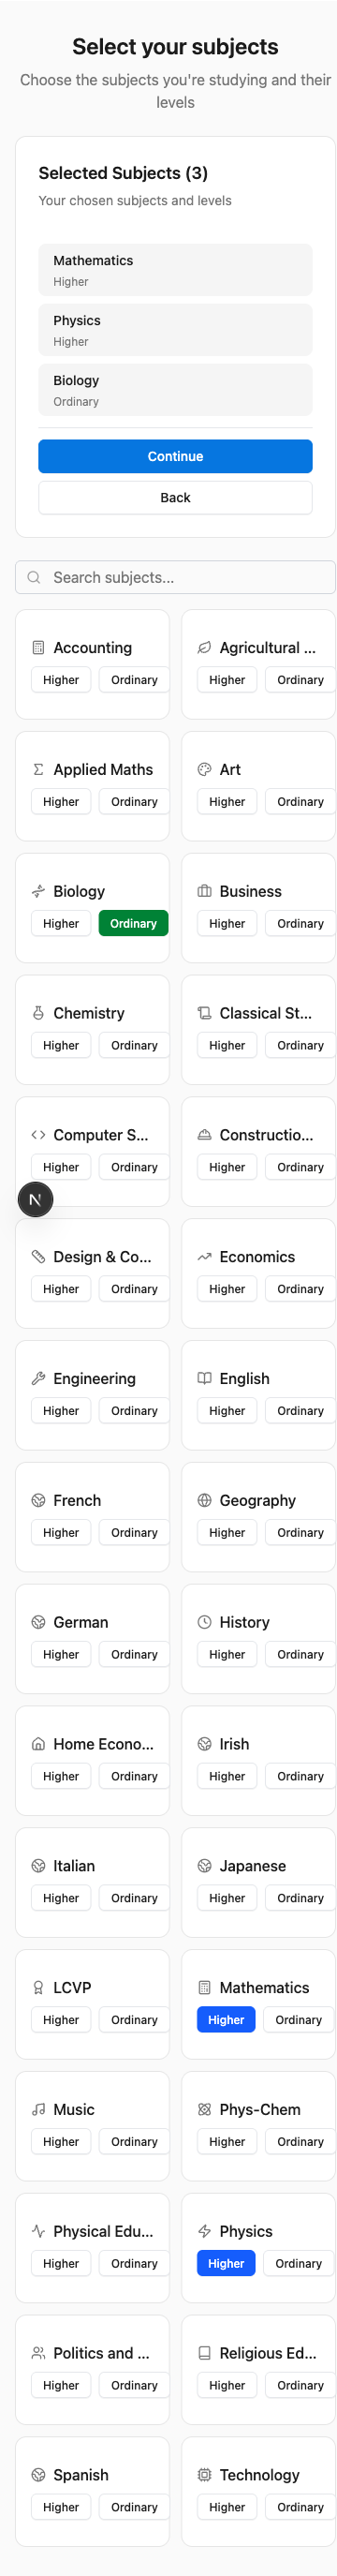 Select your subjects
Choose the subjects you're studying and their
levels
Selected Subjects (3)
Your chosen subjects and levels
Mathematics
Higher
Physics
Higher
Biology
Ordinary
Continue
Back
Search subjects...
Accounting
Higher Ordinary
Agricultural ...
Higher Ordinary
Applied Maths
Higher Ordinary
Art
Higher Ordinary
Biology
Higher Ordinary
Business
Higher Ordinary
Chemistry
Higher Ordinary
Classical St...
Higher Ordinary
Computer S...
Higher Ordinary
Constructio...
Higher Ordinary
N
Design & Co...
Higher Ordinary
Economics
Higher Ordinary
Engineering
Higher Ordinary
English
Higher Ordinary
French
Higher Ordinary
Geography
Higher Ordinary
German
Higher Ordinary
History
Higher Ordinary
Home Econo...
Higher Ordinary
Irish
Higher Ordinary
Italian
Higher Ordinary
Japanese
Higher Ordinary
LCVP
Higher Ordinary
Mathematics
Higher Ordinary
Music
Higher Ordinary
Phys-Chem
Higher Ordinary
Physical Edu...
Higher Ordinary
Physics
Higher Ordinary
Politics and ...
Higher Ordinary
Religious Ed...
Higher Ordinary
Spanish
Higher Ordinary
Technology
Higher Ordinary